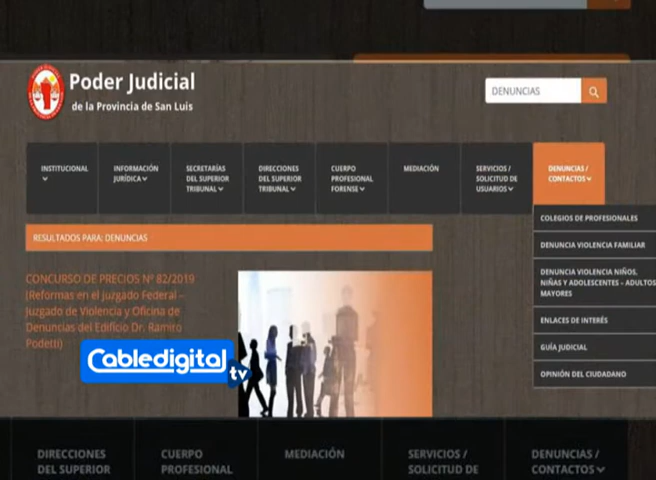 Poder Judicial
de la Provincia de San Luis
DENUNCIAS
INSTITUCIONAL
INFORMACIÓN
JURÍDICA
SECRETARÍAS
DEL SUPERIOR
TRIBUNAL
DIRECCIONES
DEL SUPERIOR
TRIBUNAL
CUERPO
PROFESIONAL
FORENSE
MEDIACIÓN
SERVICIOS /
SOLICITUD DE
USUARIOS
DENUNCIAS /
CONTACTOS
COLEGIOS DE PROFESIONALES
DENUNCIA VIOLENCIA FAMILIAR
DENUNCIA VIOLENCIA NIÑOS,
NIÑAS Y ADOLESCENTES – ADULTOS
MAYORES
ENLACES DE INTERÉS
GUÍA JUDICIAL
OPINIÓN DEL CIUDADANO
RESULTADOS PARA: DENUNCIAS
CONCURSO DE PRECIOS Nº 82/2019
(Reformas en el Juzgado Federal –
Juzgado de Violencia y Oficina de
Denuncias del Edificio Dr. Ramiro
Podetti)
Cabledigital
tv
DIRECCIONES
DEL SUPERIOR
CUERPO
PROFESIONAL
MEDIACIÓN
SERVICIOS /
SOLICITUD DE
DENUNCIAS /
CONTACTOS